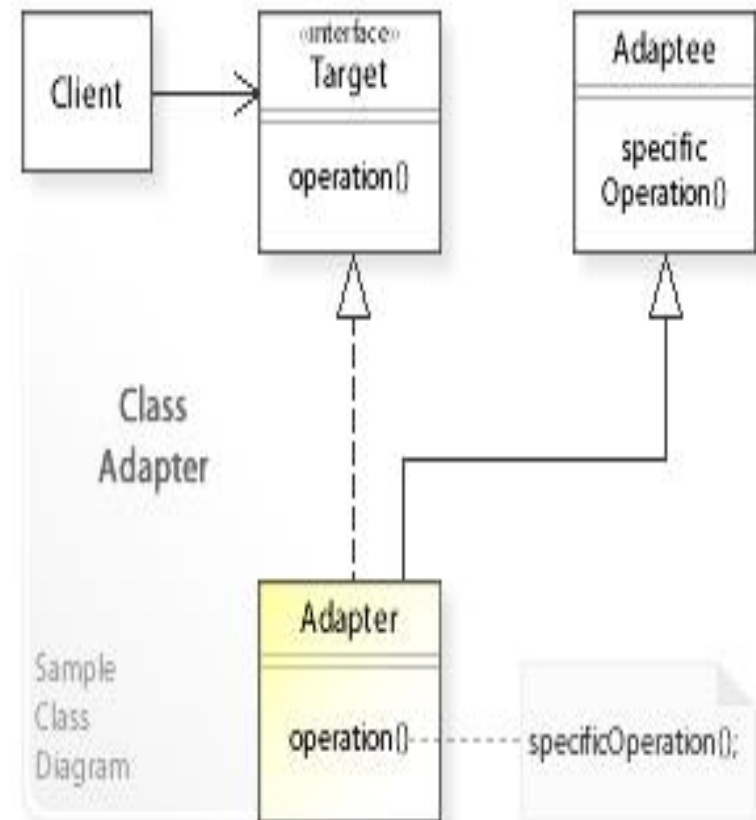 Client
«interface»
Target
operation()
Adaptee
specific
Operation()
Class
Adapter
Adapter
operation()
specificOperation();
Sample
Class
Diagram